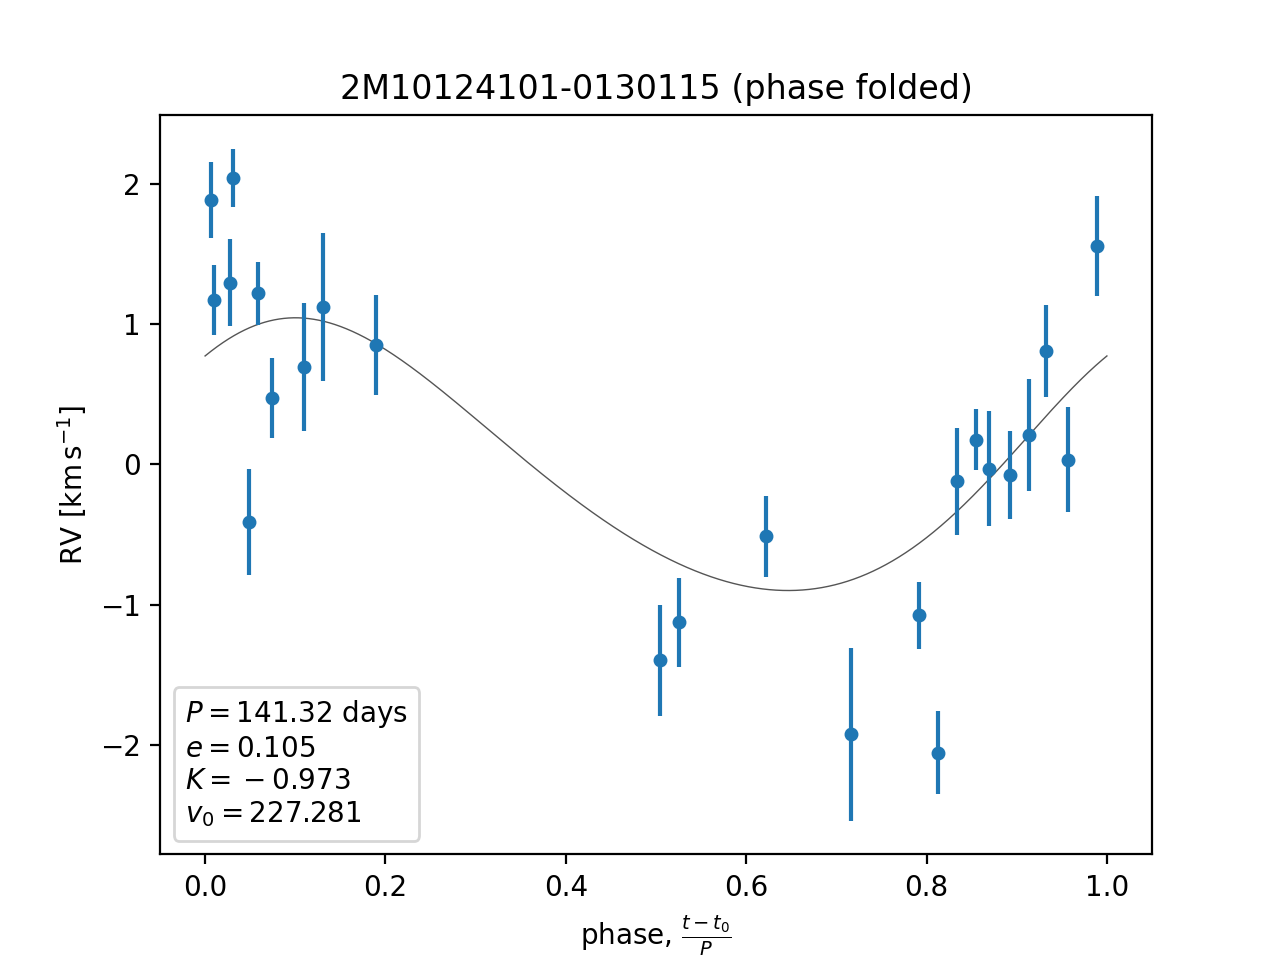 2M10124101-0130115 (phase folded)
RV [km s⁻¹]
2
1
0
−1
−2
P = 141.32 days
e = 0.105
K = −0.973
v₀ = 227.281
0.0 0.2 0.4 0.6 0.8 1.0
phase, (t − t₀)/P